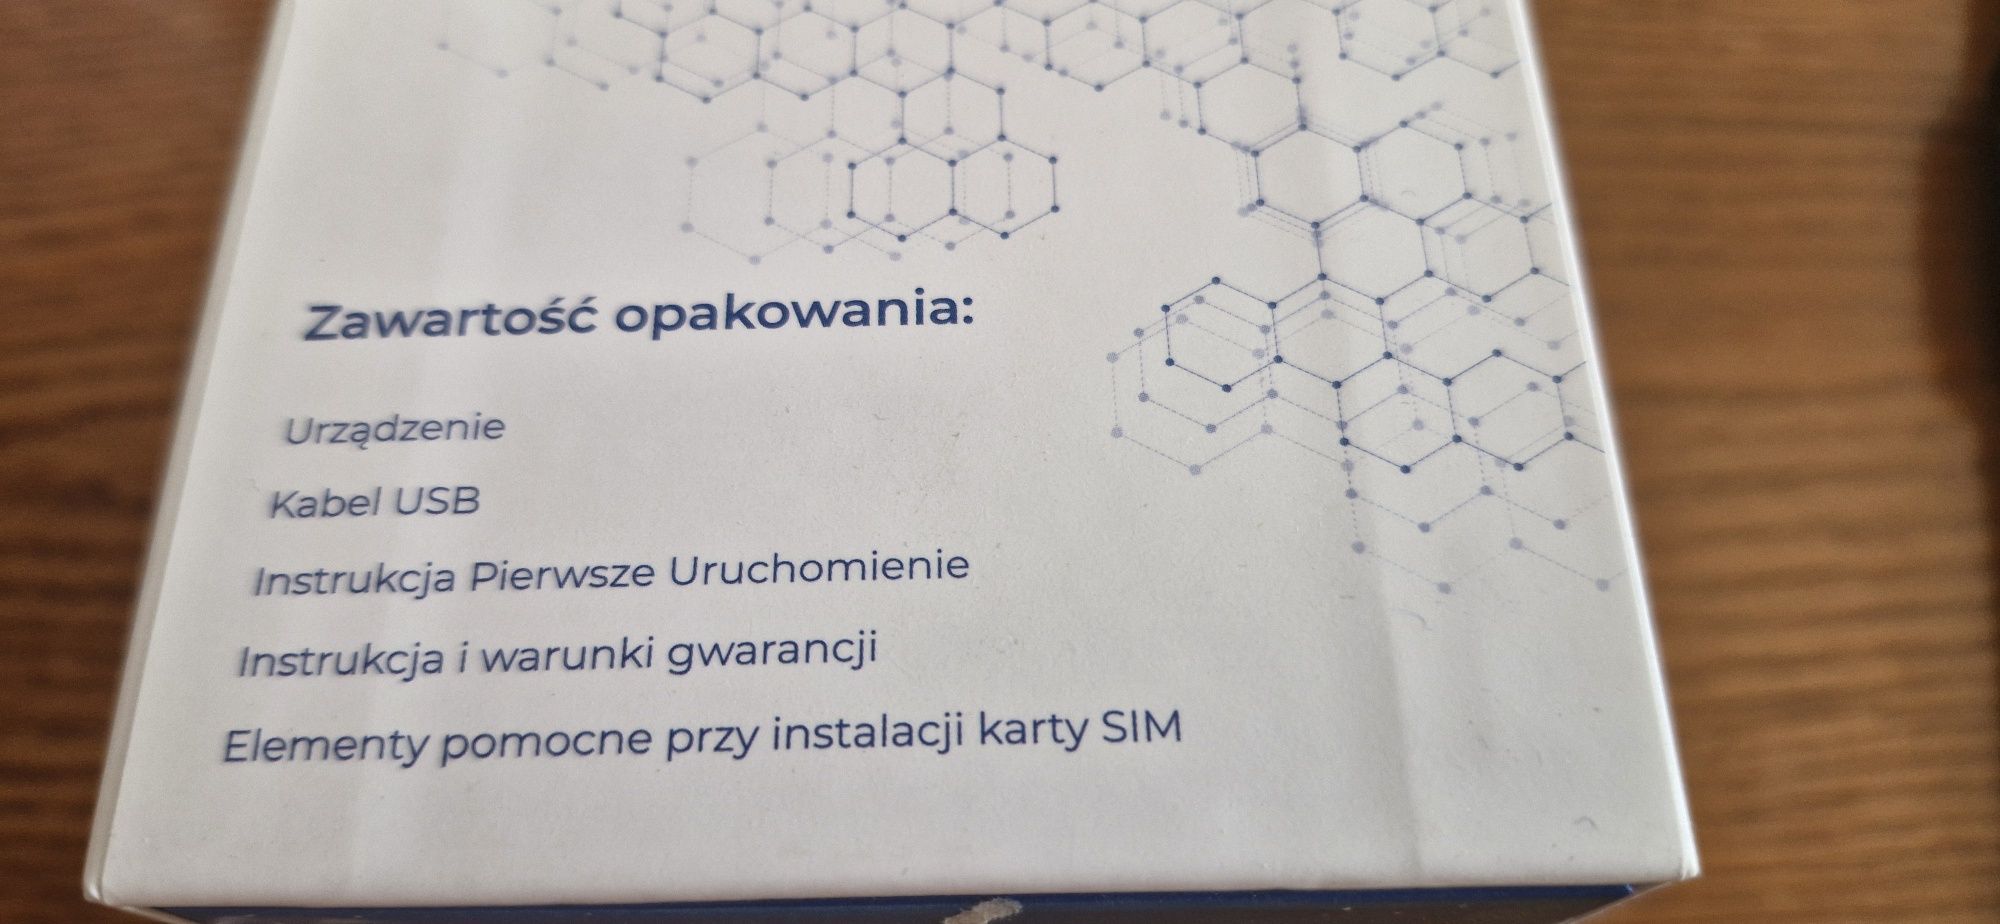 Zawartość opakowania:
Urządzenie
Kabel USB
Instrukcja Pierwsze Uruchomienie
Instrukcja i warunki gwarancji
Elementy pomocne przy instalacji karty SIM